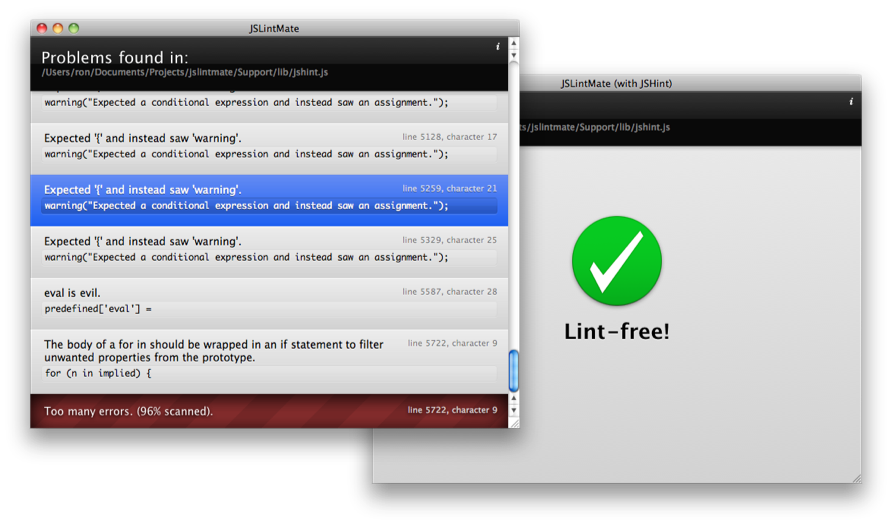 JSLintMate
Problems found in:
/Users/ron/Documents/Projects/jslintmate/Support/lib/jshint.js
i
warning("Expected a conditional expression and instead saw an assignment.");
Expected '{' and instead saw 'warning'.
line 5128, character 17
warning("Expected a conditional expression and instead saw an assignment.");
Expected '{' and instead saw 'warning'.
line 5259, character 21
warning("Expected a conditional expression and instead saw an assignment.");
Expected '{' and instead saw 'warning'.
line 5329, character 25
warning("Expected a conditional expression and instead saw an assignment.");
eval is evil.
line 5587, character 28
predefined['eval'] =
The body of a for in should be wrapped in an if statement to filter
unwanted properties from the prototype.
line 5722, character 9
for (n in implied) {
Too many errors. (96% scanned).
line 5722, character 9
JSLintMate (with JSHint)
i
ts/jslintmate/Support/lib/jshint.js
Lint-free!